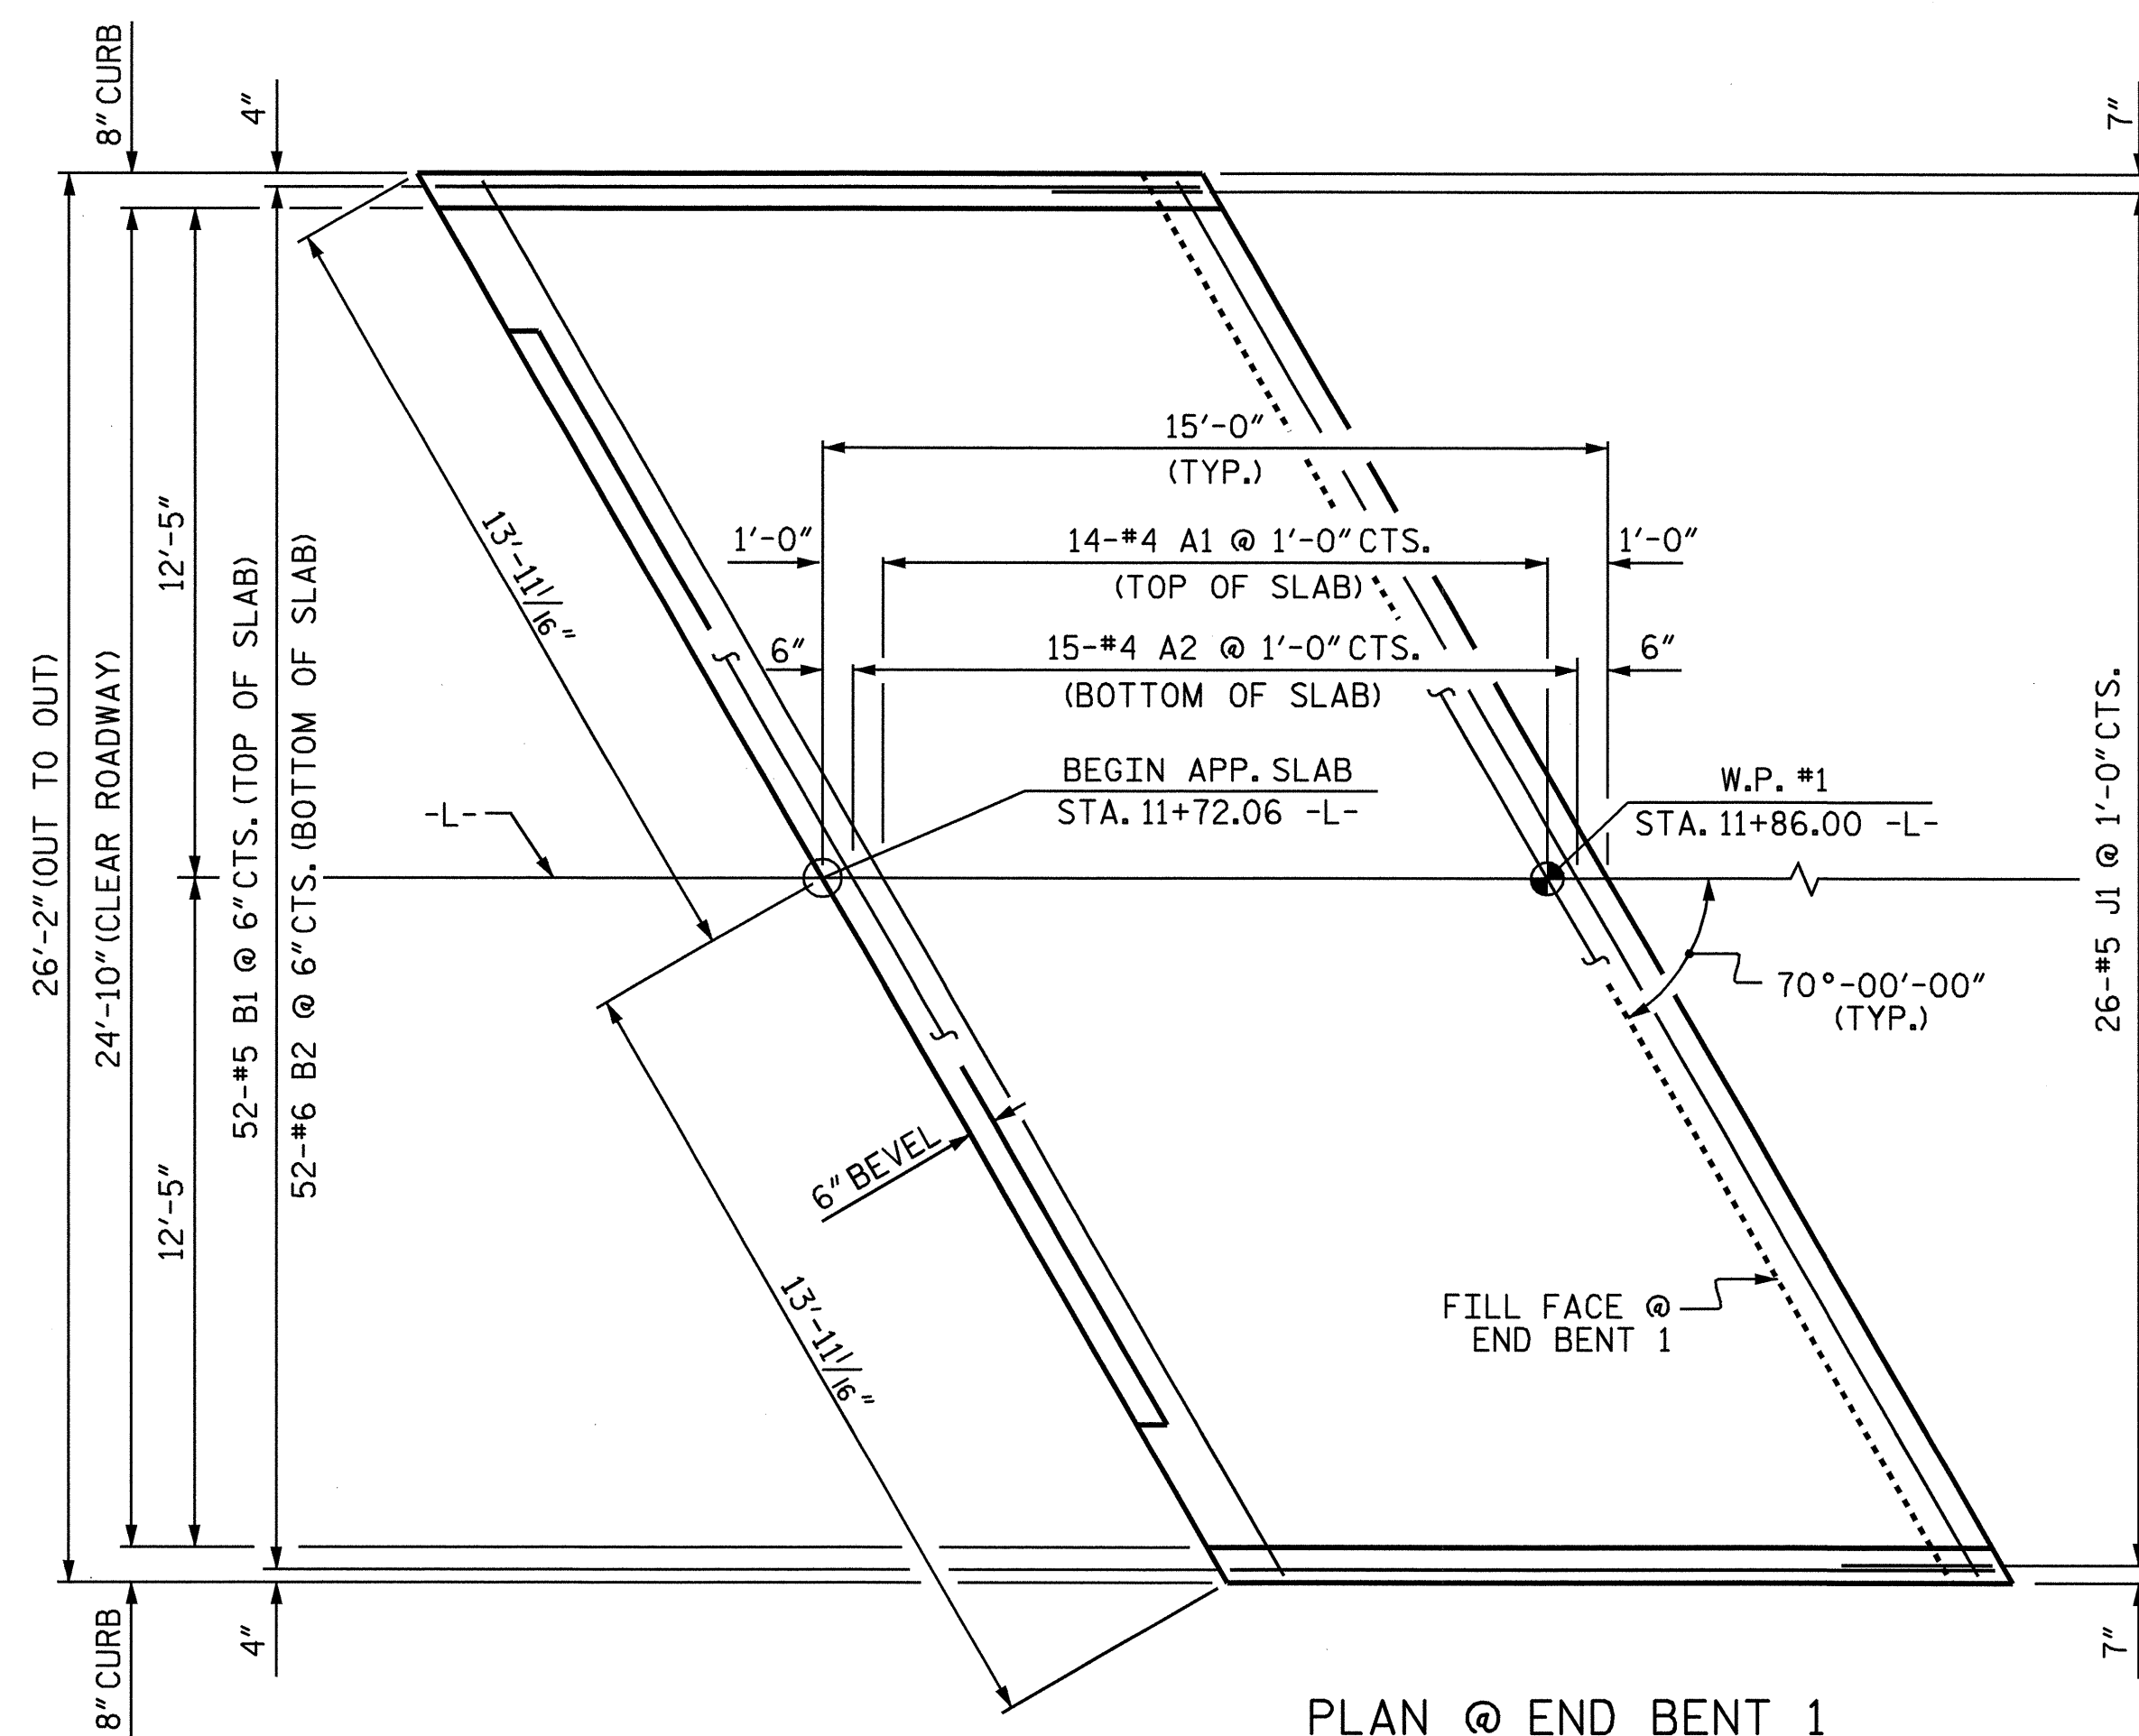 8" CURB
4"
7"
15'-0"
(TYP.)
1'-0"
14-#4 A1 @ 1'-0" CTS.
(TOP OF SLAB)
1'-0"
6"
15-#4 A2 @ 1'-0" CTS.
(BOTTOM OF SLAB)
6"
BEGIN APP. SLAB
STA. 11+72.06 -L-
W.P. #1
STA. 11+86.00 -L-
-L-
70°-00'-00"
(TYP.)
26'-2" (OUT TO OUT)
24'-10" (CLEAR ROADWAY)
12'-5"
12'-5"
52-#5 B1 @ 6" CTS. (TOP OF SLAB)
52-#6 B2 @ 6" CTS. (BOTTOM OF SLAB)
13'-11 1/16"
13'-11 1/16"
6" BEVEL
FILL FACE @
END BENT 1
26-#5 J1 @ 1'-0" CTS.
8" CURB
4"
7"
PLAN @ END BENT 1